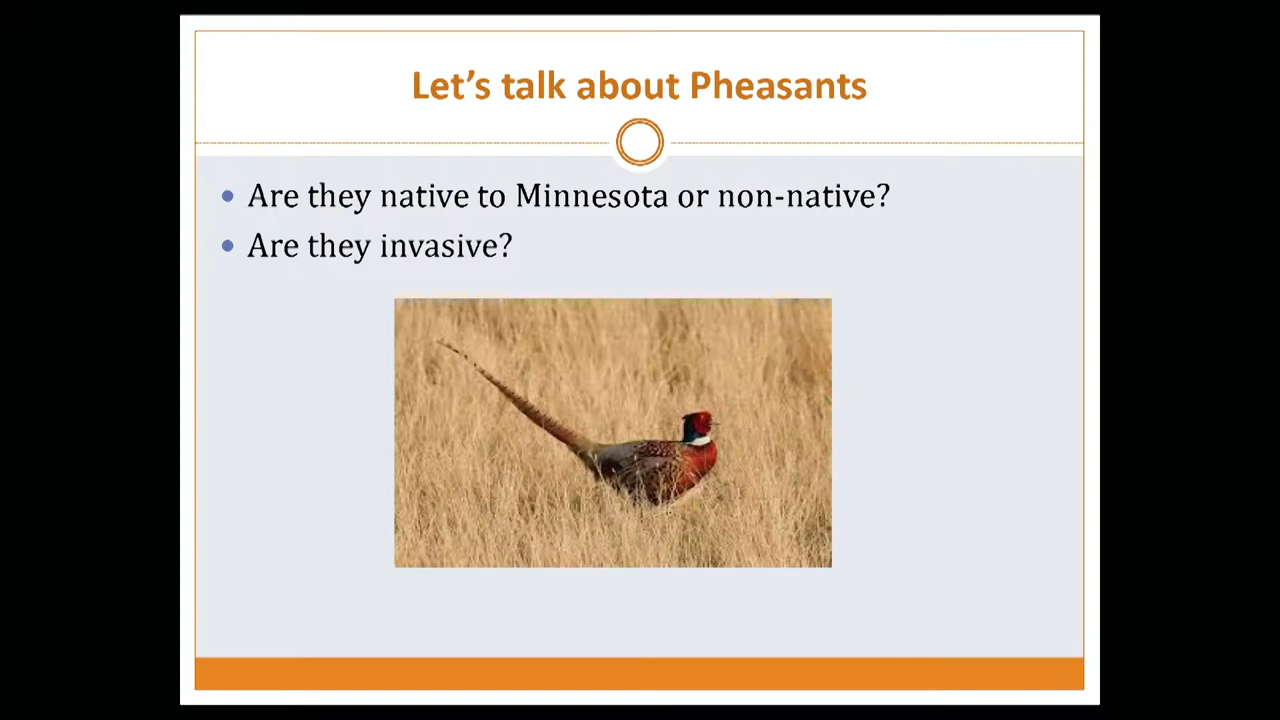 Let’s talk about Pheasants
• Are they native to Minnesota or non-native?
• Are they invasive?